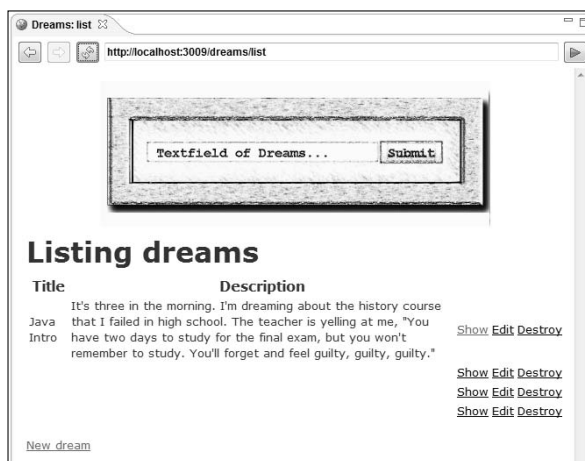 Dreams: list
http://localhost:3009/dreams/list
Textfield of Dreams... Submit
Listing dreams
Title Description
It's three in the morning. I'm dreaming about the history course
Java that I failed in high school. The teacher is yelling at me, "You
Intro have two days to study for the final exam, but you won't
remember to study. You'll forget and feel guilty, guilty, guilty."
Show Edit Destroy
Show Edit Destroy
Show Edit Destroy
Show Edit Destroy
New dream